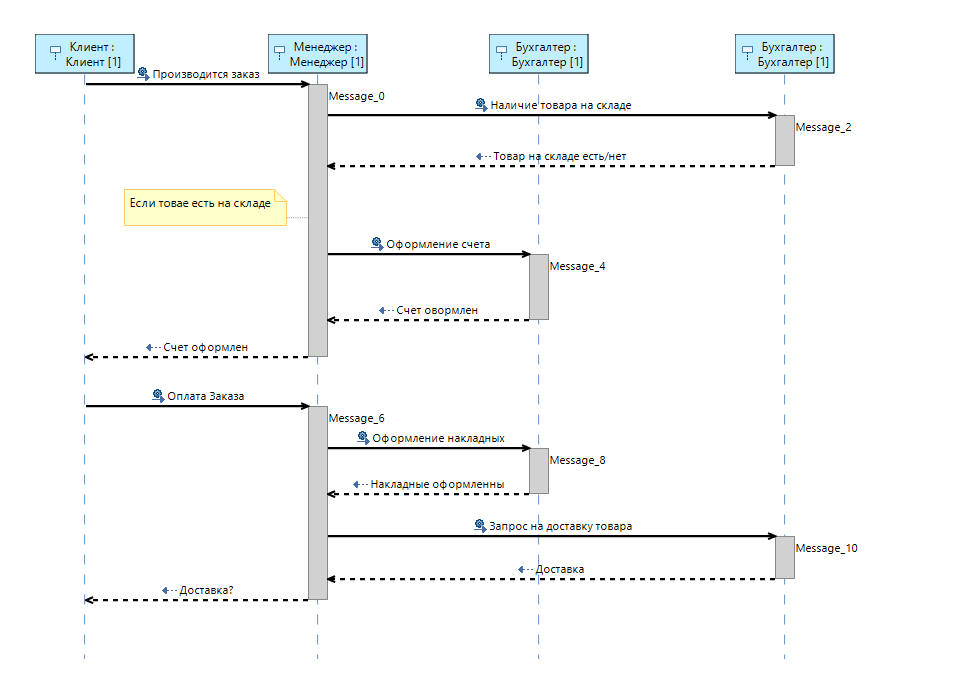 Клиент :
Клиент [1]
Менеджер :
Менеджер [1]
Бухгалтер :
Бухгалтер [1]
Бухгалтер :
Бухгалтер [1]
Производится заказ
Message_0
Наличие товара на складе
Message_2
Товар на складе есть/нет
Если товае есть на складе
Оформление счета
Message_4
Счет овормлен
Счет оформлен
Оплата Заказа
Message_6
Оформление накладных
Message_8
Накладные оформленны
Запрос на доставку товара
Message_10
Доставка
Доставка?